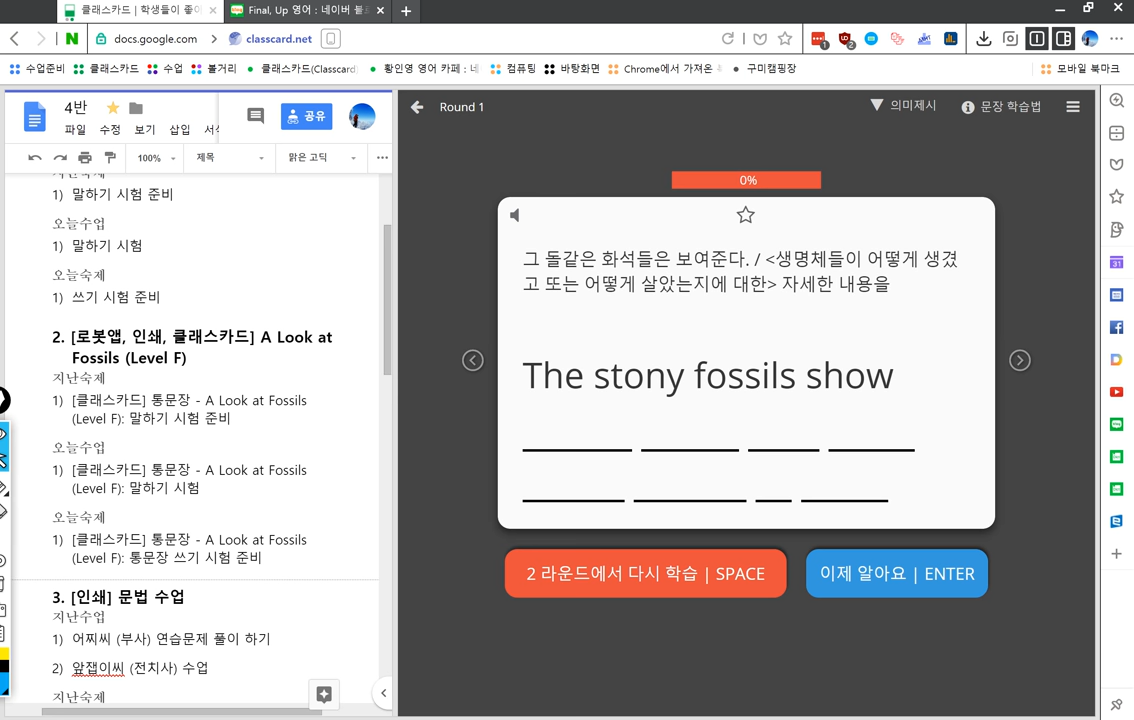 클래스카드 | 학생들이 좋아
Final, Up 영어 : 네이버 블로
docs.google.com
classcard.net
수업준비
클래스카드
수업
볼거리
클래스카드(Classcard
황인영 영어 카페 : 네
컴퓨팅
바탕화면
Chrome에서 가져온
구미캠핑장
모바일 북마크
4반
파일 수정 보기 삽입 서식
공유
100% 제목 맑은 고딕
지난숙제
1) 말하기 시험 준비
오늘수업
1) 말하기 시험
오늘숙제
1) 쓰기 시험 준비
2. [로봇앱, 인쇄, 클래스카드] A Look at
Fossils (Level F)
지난숙제
1) [클래스카드] 통문장 - A Look at Fossils
(Level F): 말하기 시험 준비
오늘수업
1) [클래스카드] 통문장 - A Look at Fossils
(Level F): 말하기 시험
오늘숙제
1) [클래스카드] 통문장 - A Look at Fossils
(Level F): 통문장 쓰기 시험 준비
3. [인쇄] 문법 수업
지난수업
1) 어찌씨 (부사) 연습문제 풀이 하기
2) 앞잽이씨 (전치사) 수업
지난숙제
Round 1
의미제시
문장 학습법
0%
그 돌같은 화석들은 보여준다. / <생명체들이 어떻게 생겼
고 또는 어떻게 살았는지에 대한> 자세한 내용을
The stony fossils show
2 라운드에서 다시 학습 | SPACE
이제 알아요 | ENTER